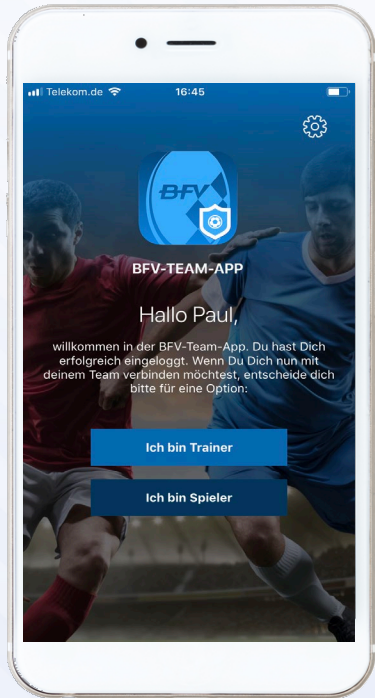 Telekom.de 16:45
BFV
BFV-TEAM-APP
Hallo Paul,
willkommen in der BFV-Team-App. Du hast Dich
erfolgreich eingeloggt. Wenn Du Dich nun mit
deinem Team verbinden möchtest, entscheide dich
bitte für eine Option:
Ich bin Trainer
Ich bin Spieler